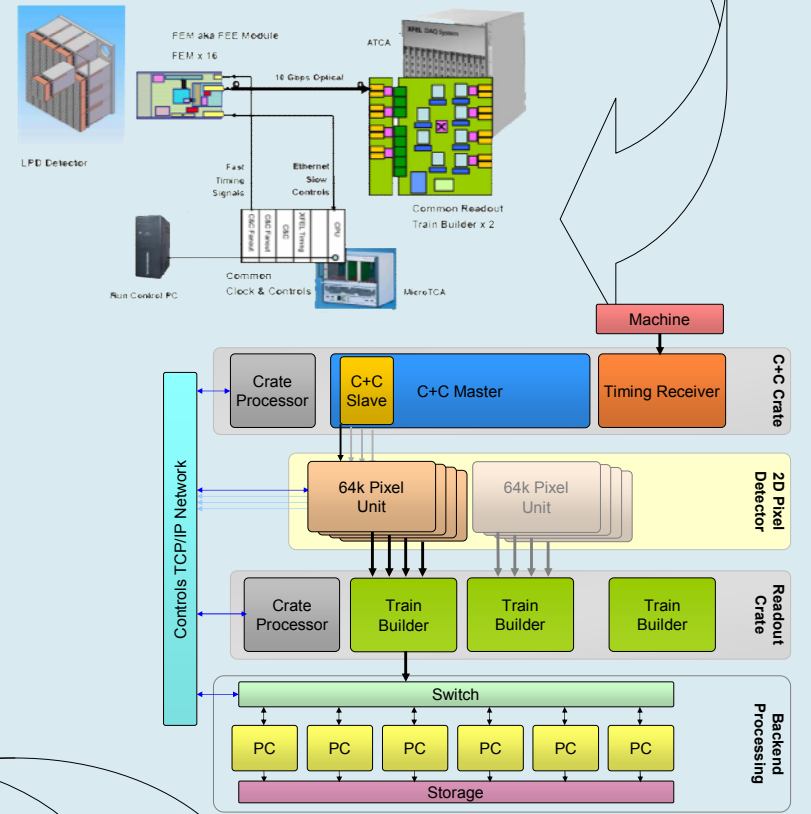 FEM aka FEE Module
FEM x 16
ATCA
XFEL DAQ System
10 Gbps Optical
LPD Detector
Fast
Timing
Signals
Ethernet
Slow
Controls
Common Readout
Train Builder x 2
C&C Fanout
C&C Fanout
C&C
XFEL Timing
CPU
Common
Clock & Controls
MicroTCA
Run Control PC
Machine
Crate
Processor
C+C
Slave
C+C Master
Timing Receiver
C+C Crate
Controls TCP/IP Network
64k Pixel
Unit
64k Pixel
Unit
2D Pixel
Detector
Crate
Processor
Train
Builder
Train
Builder
Train
Builder
Readout
Crate
Switch
PC
PC
PC
PC
PC
PC
Storage
Backend
Processing